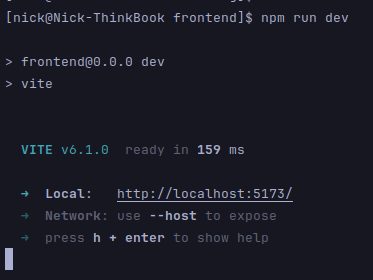 [nick@Nick-ThinkBook frontend]$ npm run dev
> frontend@0.0.0 dev
> vite
VITE v6.1.0 ready in 159 ms
➜ Local: http://localhost:5173/
➜ Network: use --host to expose
➜ press h + enter to show help